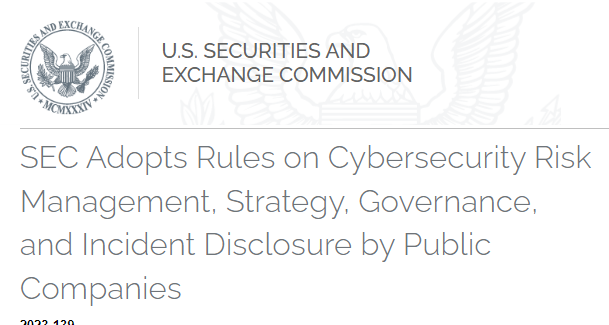 U.S. SECURITIES AND EXCHANGE COMMISSION
MCMXXXIV
U.S. SECURITIES AND
EXCHANGE COMMISSION
SEC Adopts Rules on Cybersecurity Risk
Management, Strategy, Governance,
and Incident Disclosure by Public
Companies